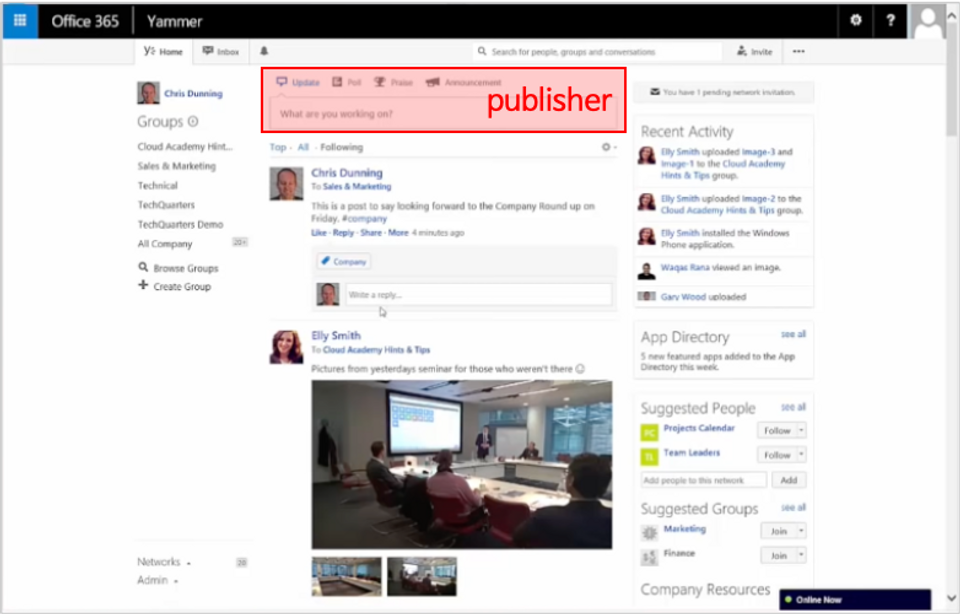 Office 365 Yammer ?
Home Inbox Search for people, groups and conversations Invite
Update Poll Praise Announcement
publisher
What are you working on?
Chris Dunning
Groups
Cloud Academy Hint...
Sales & Marketing
Technical
TechQuarters
TechQuarters Demo
All Company 20+
Browse Groups
Create Group
Networks 20
Admin
Top · All · Following
Chris Dunning
To Sales & Marketing
This is a post to say looking forward to the Company Round up on
Friday. #company
Like · Reply · Share · More 4 minutes ago
Company
Write a reply...
Elly Smith
To Cloud Academy Hints & Tips
Pictures from yesterdays seminar for those who weren't there
You have 1 pending network invitation.
Recent Activity
Elly Smith uploaded Image-3 and
Image-1 to the Cloud Academy
Hints & Tips group.
Elly Smith uploaded Image-2 to the
Cloud Academy Hints & Tips group.
Elly Smith installed the Windows
Phone application.
Waqas Rana viewed an image.
Gary Wood uploaded
App Directory see all
5 new featured apps added to the App
Directory this week.
Suggested People see all
PC Projects Calendar Follow
TL Team Leaders Follow
Add people to this network Add
Suggested Groups see all
Marketing Join
Finance Join
Company Resources
Online Now